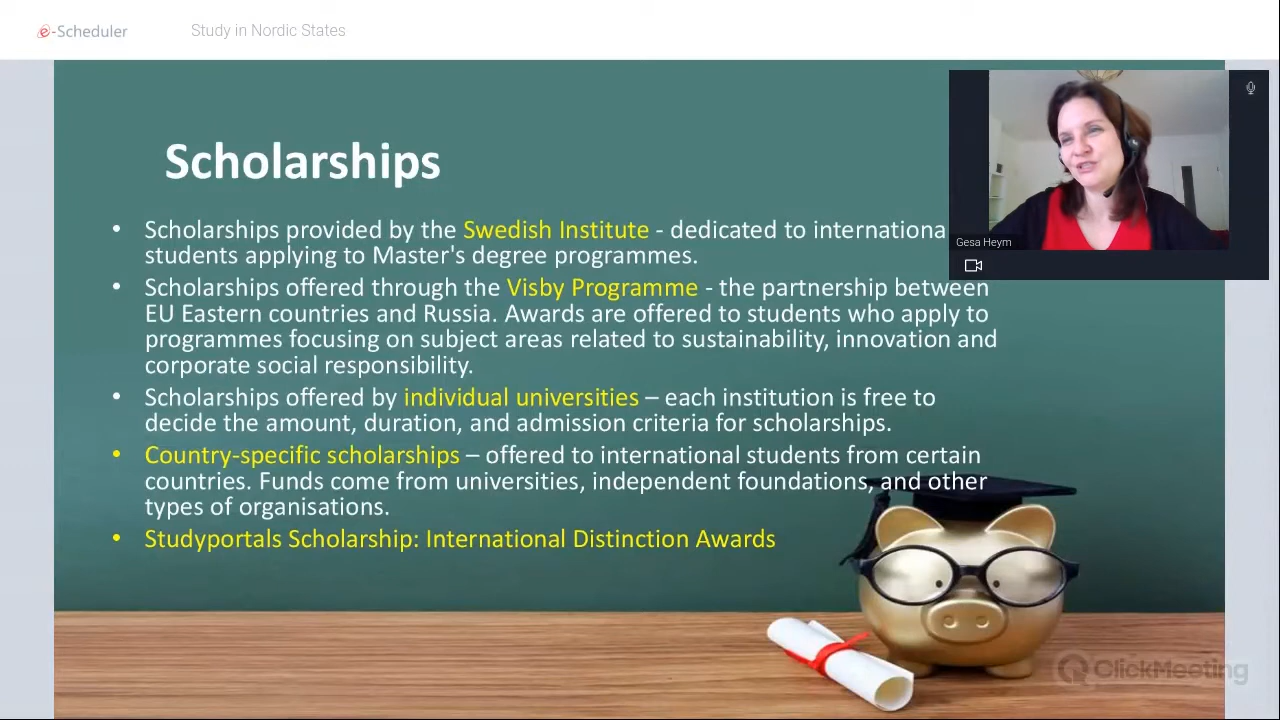 e-Scheduler
Study in Nordic States
Scholarships
• Scholarships provided by the Swedish Institute - dedicated to internationa
students applying to Master's degree programmes.
• Scholarships offered through the Visby Programme - the partnership between
EU Eastern countries and Russia. Awards are offered to students who apply to
programmes focusing on subject areas related to sustainability, innovation and
corporate social responsibility.
• Scholarships offered by individual universities – each institution is free to
decide the amount, duration, and admission criteria for scholarships.
• Country-specific scholarships – offered to international students from certain
countries. Funds come from universities, independent foundations, and other
types of organisations.
• Studyportals Scholarship: International Distinction Awards
Gesa Heym
ClickMeeting